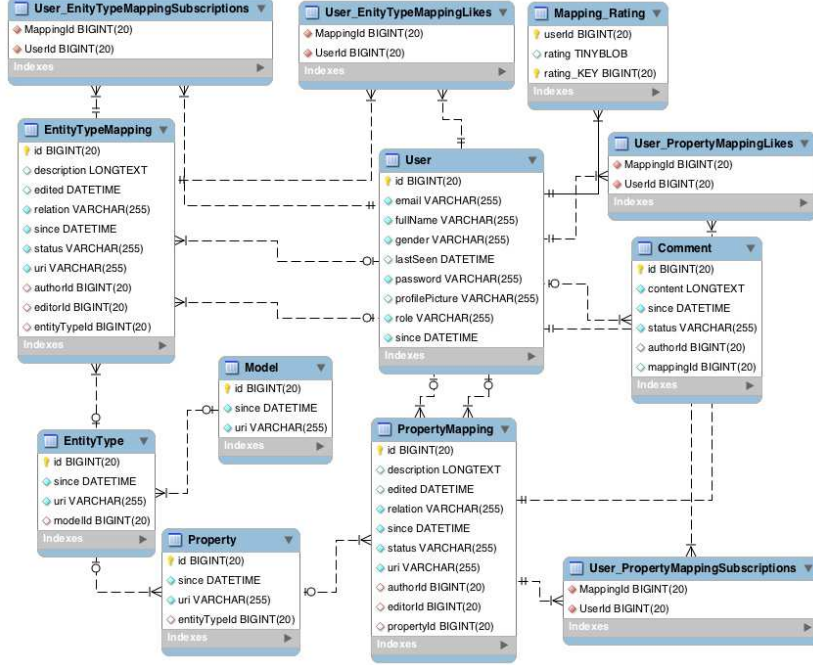 User_EnityTypeMappingSubscriptions
MappingId BIGINT(20)
UserId BIGINT(20)
Indexes
User_EnityTypeMappingLikes
MappingId BIGINT(20)
UserId BIGINT(20)
Indexes
Mapping_Rating
userId BIGINT(20)
rating TINYBLOB
rating_KEY BIGINT(20)
Indexes
EntityTypeMapping
id BIGINT(20)
description LONGTEXT
edited DATETIME
relation VARCHAR(255)
since DATETIME
status VARCHAR(255)
uri VARCHAR(255)
authorId BIGINT(20)
editorId BIGINT(20)
entityTypeId BIGINT(20)
Indexes
User
id BIGINT(20)
email VARCHAR(255)
fullName VARCHAR(255)
gender VARCHAR(255)
lastSeen DATETIME
password VARCHAR(255)
profilePicture VARCHAR(255)
role VARCHAR(255)
since DATETIME
Indexes
User_PropertyMappingLikes
MappingId BIGINT(20)
UserId BIGINT(20)
Indexes
Comment
id BIGINT(20)
content LONGTEXT
since DATETIME
status VARCHAR(255)
authorId BIGINT(20)
mappingId BIGINT(20)
Indexes
Model
id BIGINT(20)
since DATETIME
uri VARCHAR(255)
Indexes
EntityType
id BIGINT(20)
since DATETIME
uri VARCHAR(255)
modelId BIGINT(20)
Indexes
PropertyMapping
id BIGINT(20)
description LONGTEXT
edited DATETIME
relation VARCHAR(255)
since DATETIME
status VARCHAR(255)
uri VARCHAR(255)
authorId BIGINT(20)
editorId BIGINT(20)
propertyId BIGINT(20)
Indexes
Property
id BIGINT(20)
since DATETIME
uri VARCHAR(255)
entityTypeId BIGINT(20)
Indexes
User_PropertyMappingSubscriptions
MappingId BIGINT(20)
UserId BIGINT(20)
Indexes